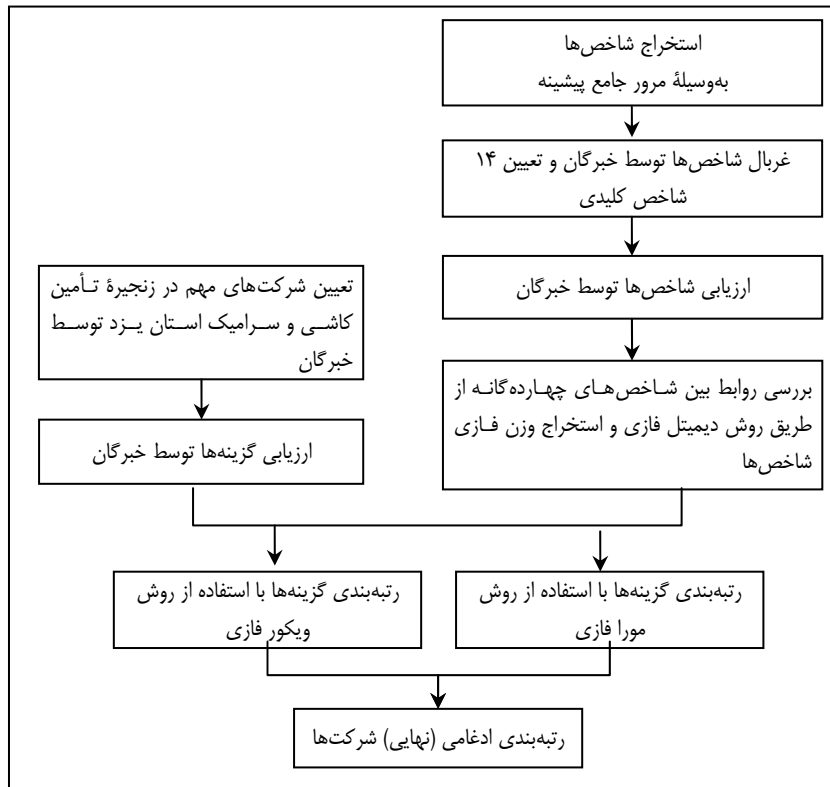 استخراج شاخص‌ها
به‌وسیلۀ مرور جامع پیشینه
غربال شاخص‌ها توسط خبرگان و تعیین ۱۴
شاخص کلیدی
ارزیابی شاخص‌ها توسط خبرگان
بررسی روابط بین شاخص‌های چهارده‌گانه از
طریق روش دیمیتل فازی و استخراج وزن فازی
شاخص‌ها
تعیین شرکت‌های مهم در زنجیرۀ تأمین
کاشی و سرامیک استان یزد توسط
خبرگان
ارزیابی گزینه‌ها توسط خبرگان
رتبه‌بندی گزینه‌ها با استفاده از روش
مورا فازی
رتبه‌بندی گزینه‌ها با استفاده از روش
ویکور فازی
رتبه‌بندی ادغامی (نهایی) شرکت‌ها